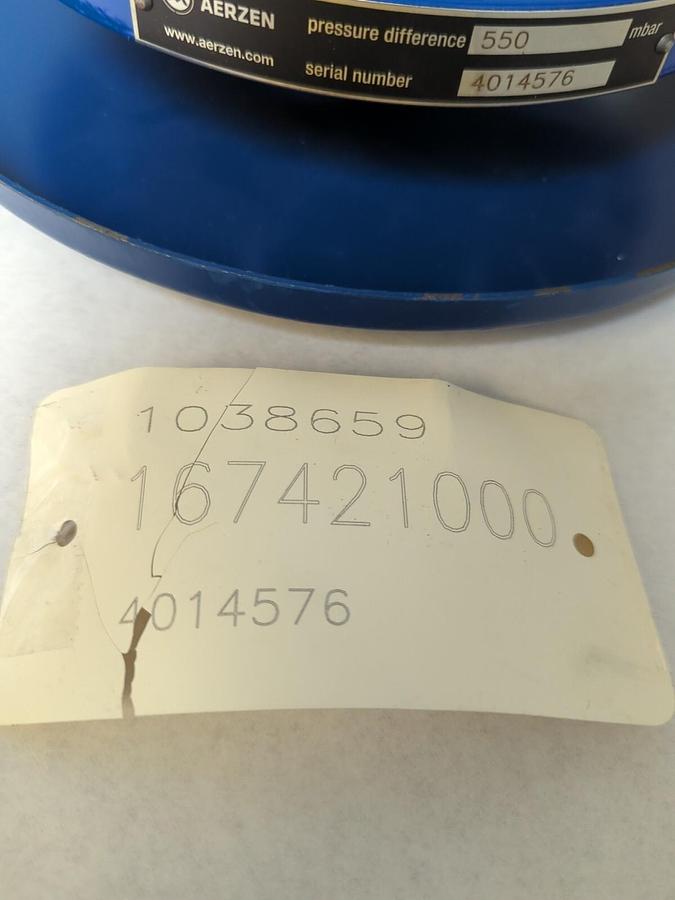 AERZEN
www.aerzen.com
pressure difference 550 mbar
serial number 4014576
1038659
167421000
4014576